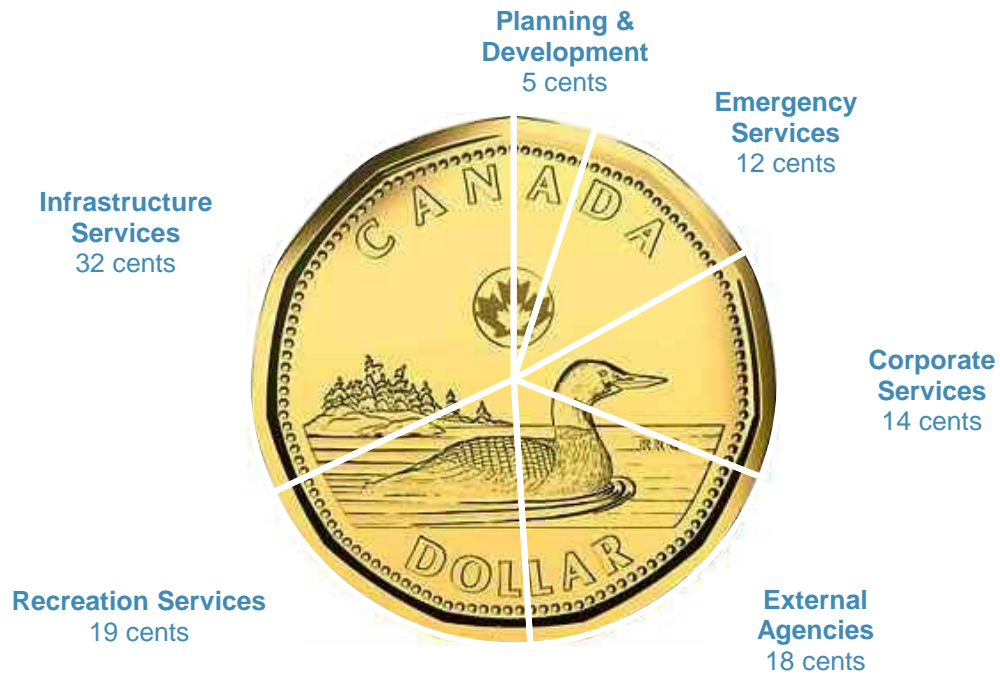 Planning &
Development
5 cents
Emergency
Services
12 cents
Infrastructure
Services
32 cents
CANADA
Corporate
Services
14 cents
DOLLAR
Recreation Services
19 cents
External
Agencies
18 cents